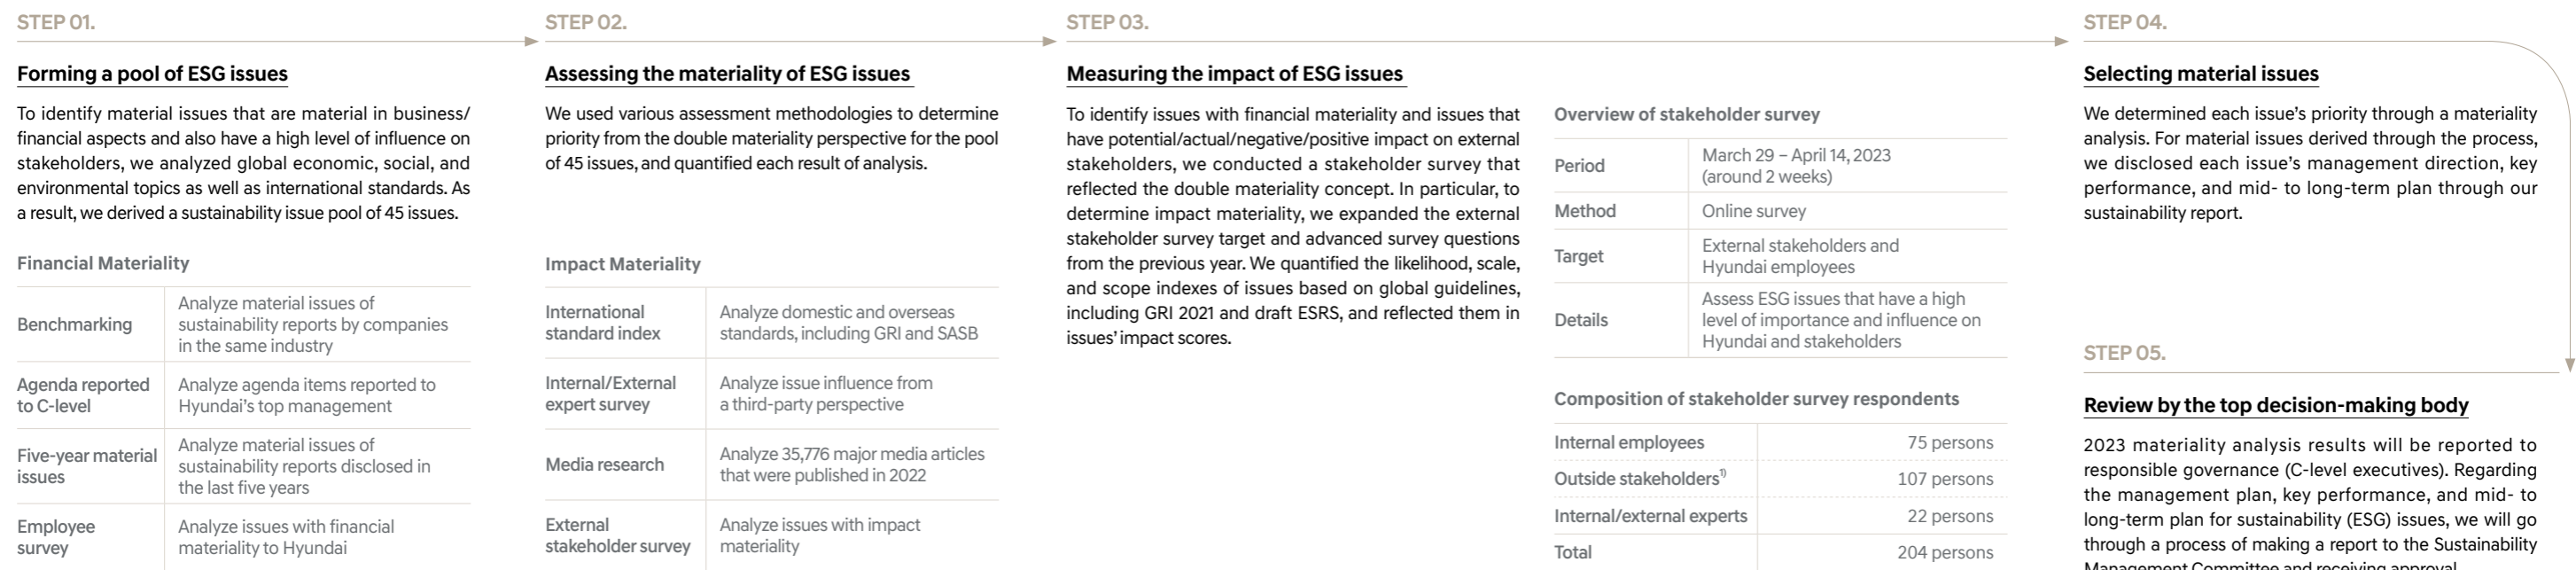 STEP 01.
Forming a pool of ESG issues
To identify material issues that are material in business/
financial aspects and also have a high level of influence on
stakeholders, we analyzed global economic, social, and
environmental topics as well as international standards. As
a result, we derived a sustainability issue pool of 45 issues.
Financial Materiality
Benchmarking
Analyze material issues of
sustainability reports by companies
in the same industry
Agenda reported
to C-level
Analyze agenda items reported to
Hyundai's top management
Five-year material
issues
Analyze material issues of
sustainability reports disclosed in
the last five years
Employee
survey
Analyze issues with financial
materiality to Hyundai
STEP 02.
Assessing the materiality of ESG issues
We used various assessment methodologies to determine
priority from the double materiality perspective for the pool
of 45 issues, and quantified each result of analysis.
Impact Materiality
International
standard index
Analyze domestic and overseas
standards, including GRI and SASB
Internal/External
expert survey
Analyze issue influence from
a third-party perspective
Media research
Analyze 35,776 major media articles
that were published in 2022
External
stakeholder survey
Analyze issues with impact
materiality
STEP 03.
Measuring the impact of ESG issues
To identify issues with financial materiality and issues that
have potential/actual/negative/positive impact on external
stakeholders, we conducted a stakeholder survey that
reflected the double materiality concept. In particular, to
determine impact materiality, we expanded the external
stakeholder survey target and advanced survey questions
from the previous year. We quantified the likelihood, scale,
and scope indexes of issues based on global guidelines,
including GRI 2021 and draft ESRS, and reflected them in
issues' impact scores.
Overview of stakeholder survey
Period
March 29 – April 14, 2023
(around 2 weeks)
Method
Online survey
Target
External stakeholders and
Hyundai employees
Details
Assess ESG issues that have a high
level of importance and influence on
Hyundai and stakeholders
Composition of stakeholder survey respondents
Internal employees 75 persons
Outside stakeholders1) 107 persons
Internal/external experts 22 persons
Total 204 persons
STEP 04.
Selecting material issues
We determined each issue's priority through a materiality
analysis. For material issues derived through the process,
we disclosed each issue's management direction, key
performance, and mid- to long-term plan through our
sustainability report.
STEP 05.
Review by the top decision-making body
2023 materiality analysis results will be reported to
responsible governance (C-level executives). Regarding
the management plan, key performance, and mid- to
long-term plan for sustainability (ESG) issues, we will go
through a process of making a report to the Sustainability
Management Committee and receiving approval.